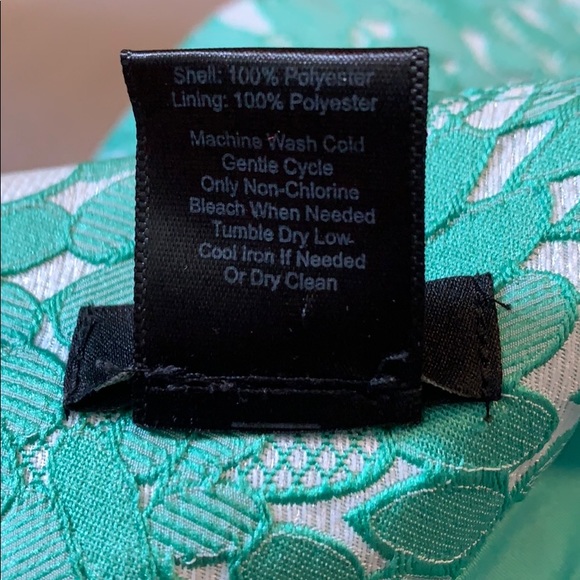 Shell: 100% Polyester
Lining: 100% Polyester
Machine Wash Cold
Gentle Cycle
Only Non-Chlorine
Bleach When Needed
Tumble Dry Low
Cool Iron If Needed
Or Dry Clean